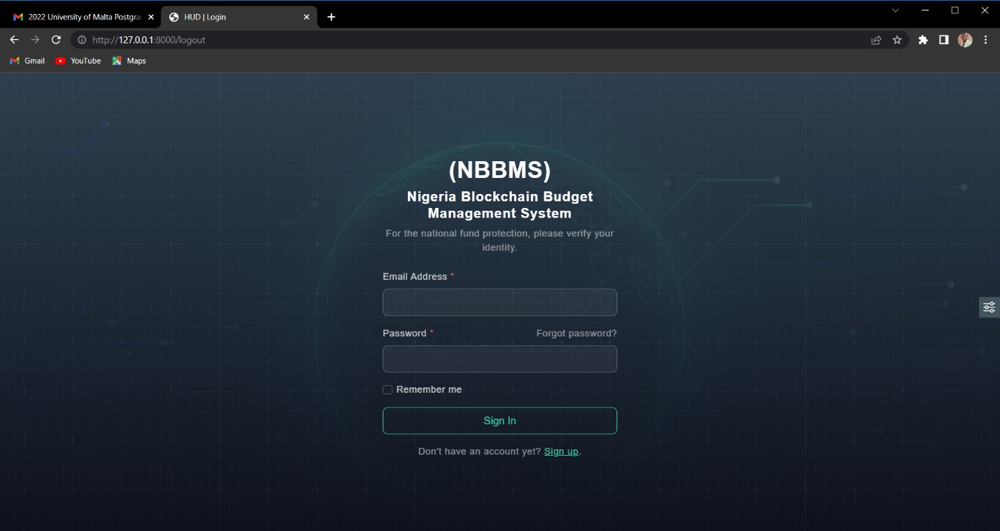 2022 University of Malta Postgra
HUD | Login
http://127.0.0.1:8000/logout
Gmail
YouTube
Maps
(NBBMS)
Nigeria Blockchain Budget
Management System
For the national fund protection, please verify your
identity.
Email Address *
Password *
Forgot password?
Remember me
Sign In
Don't have an account yet? Sign up.